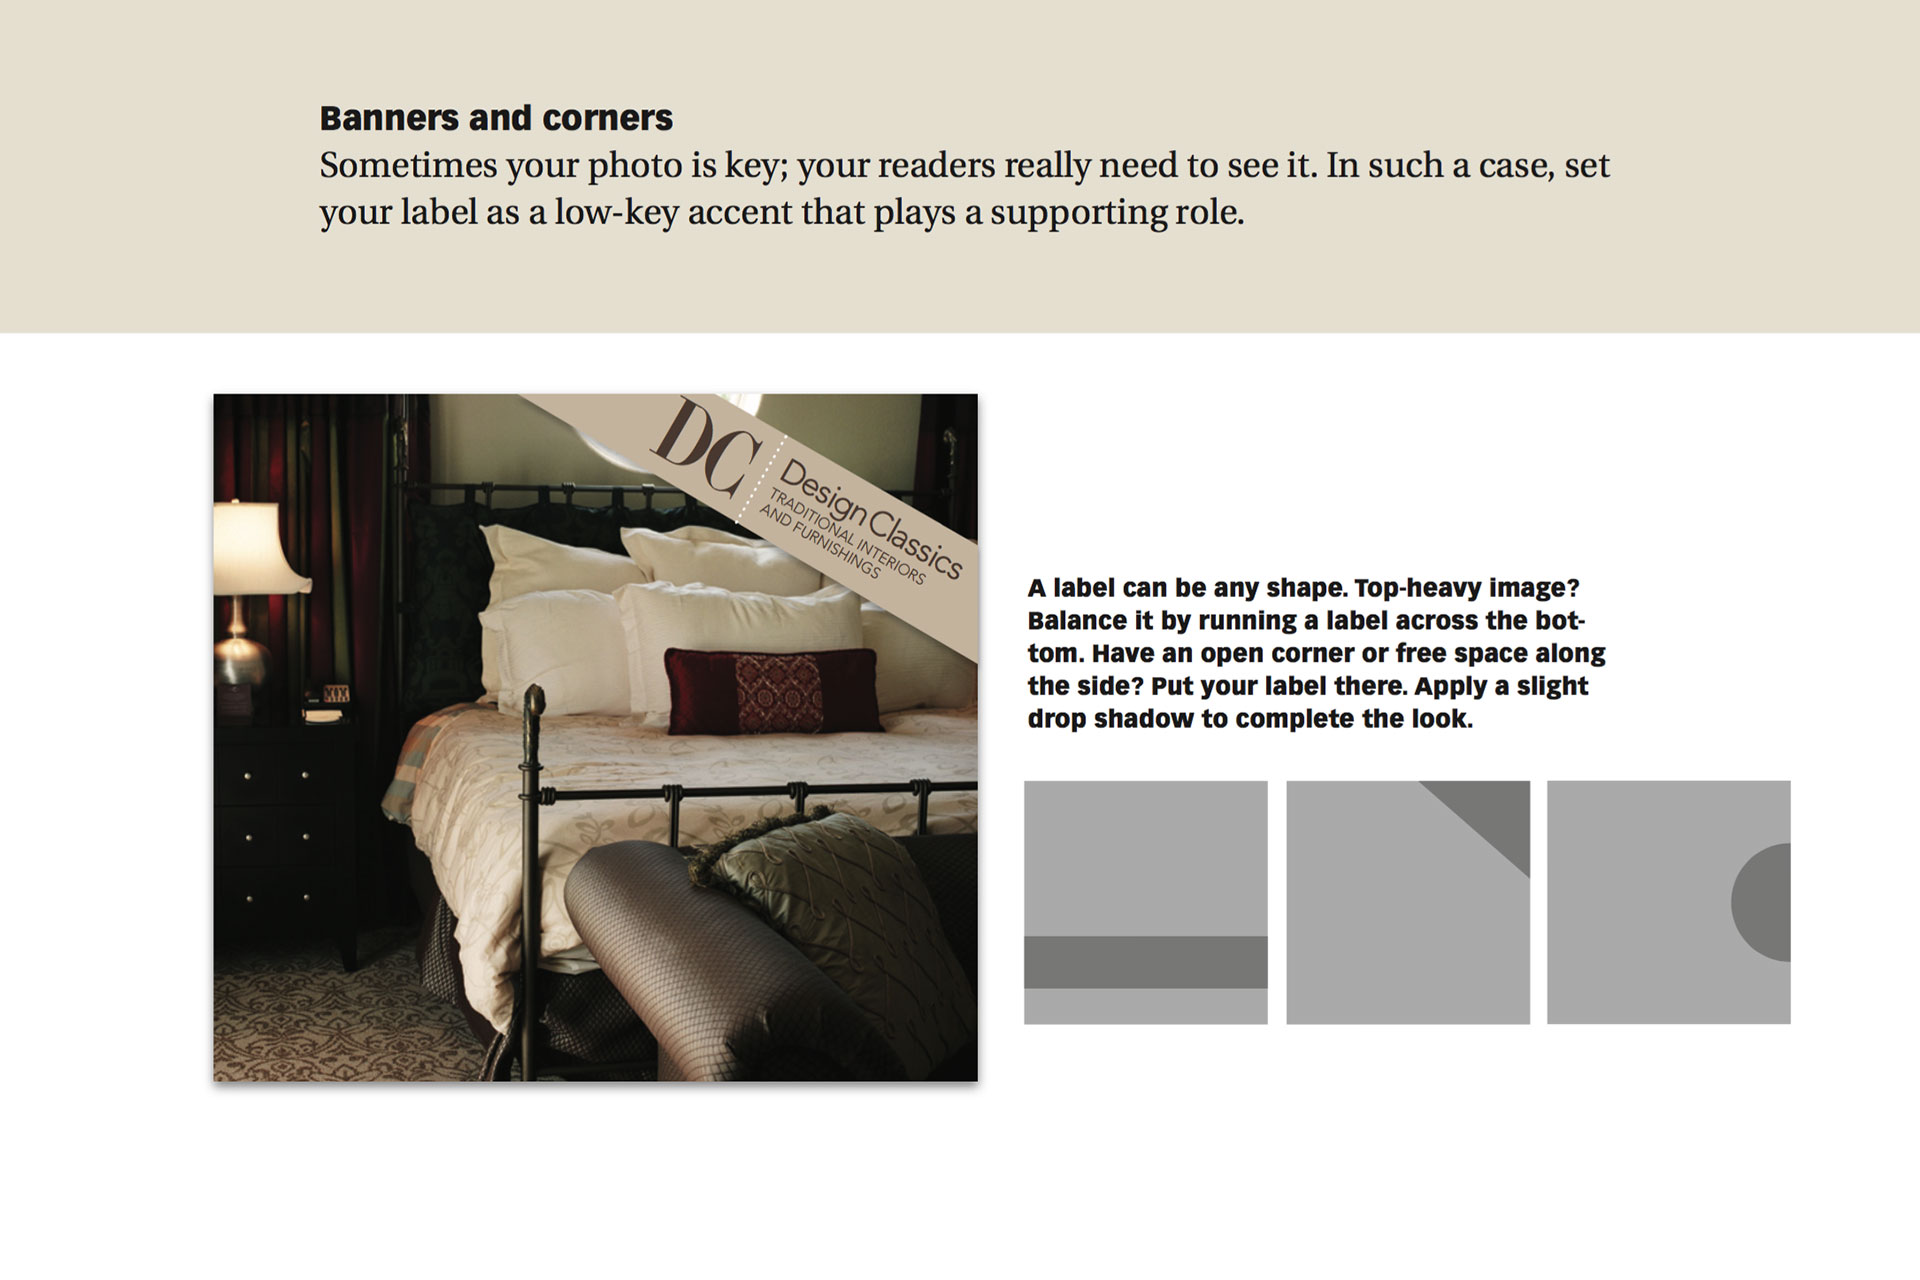 Banners and corners
Sometimes your photo is key; your readers really need to see it. In such a case, set
your label as a low-key accent that plays a supporting role.
DC
Design Classics
TRADITIONAL INTERIORS
AND FURNISHINGS
A label can be any shape. Top-heavy image?
Balance it by running a label across the bot-
tom. Have an open corner or free space along
the side? Put your label there. Apply a slight
drop shadow to complete the look.